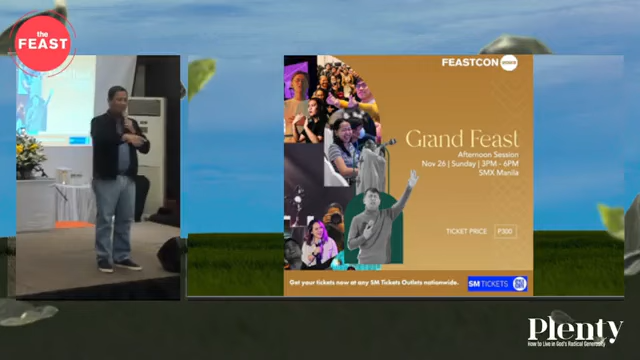 the
FEAST
FEASTCON
Grand Feast
Afternoon Session
Nov 26 | Sunday | 3PM - 6PM
SMX Manila
TICKET PRICE P300
Get your tickets now at any SM Tickets Outlets nationwide.
SM TICKETS
Plenty
How to Live in God's Radical Generosity